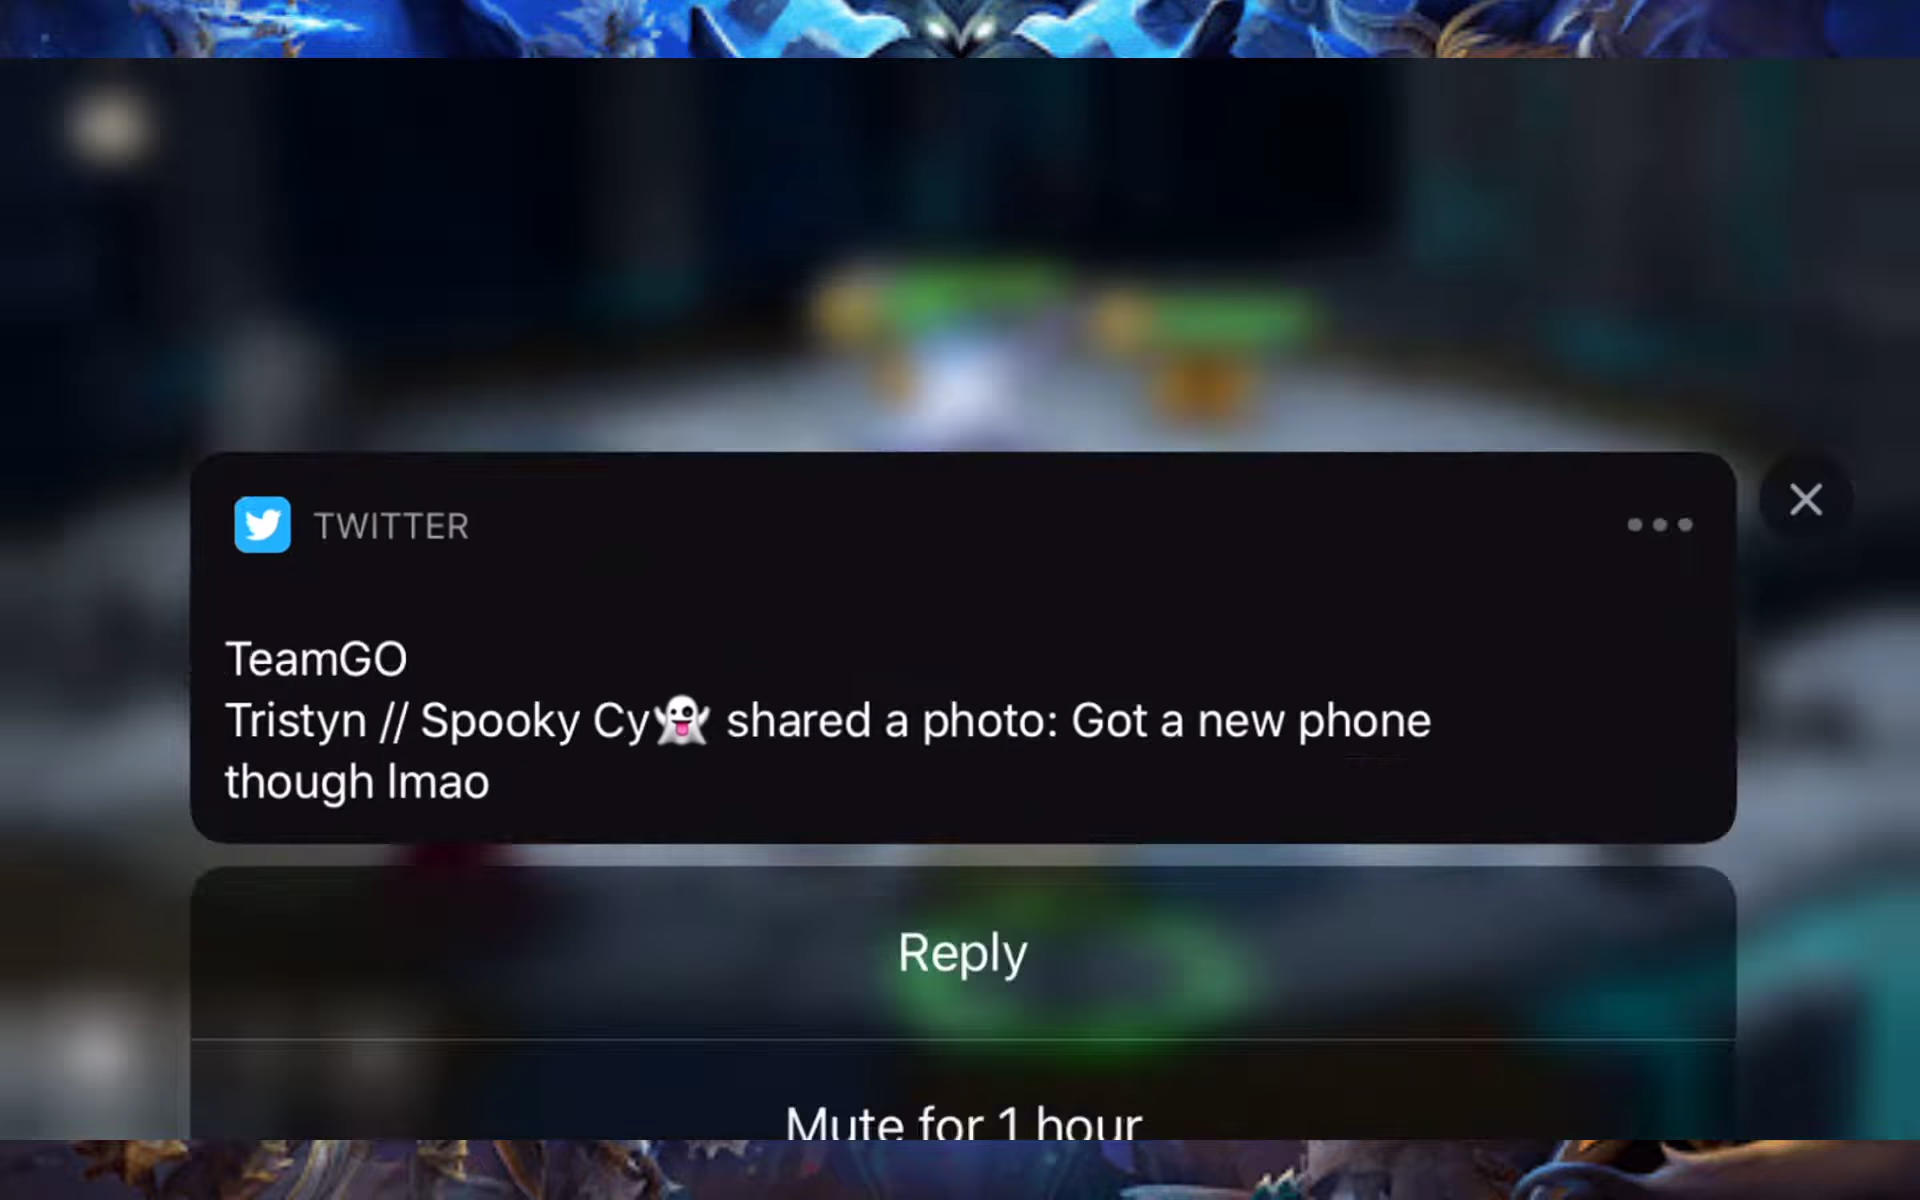 TWITTER
TeamGO
Tristyn // Spooky Cy👻 shared a photo: Got a new phone
though lmao
Reply
Mute for 1 hour